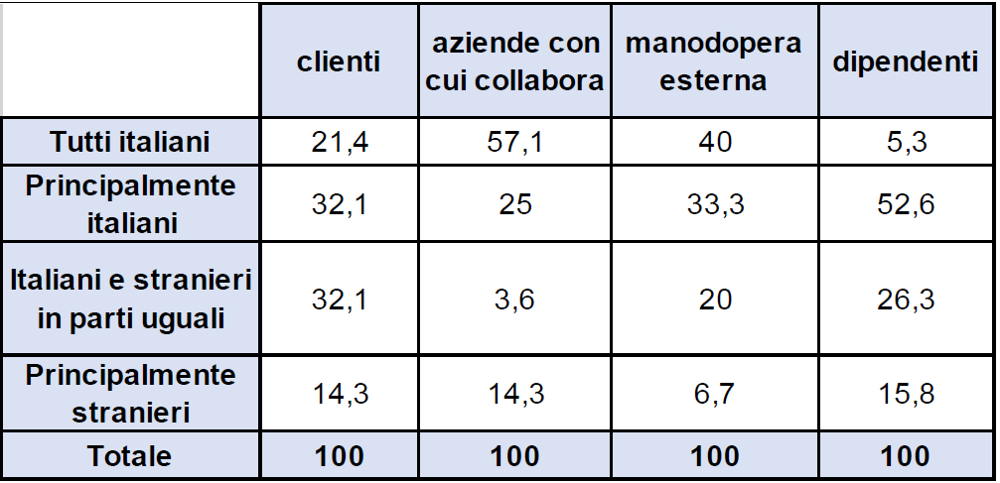 clienti
aziende con
cui collabora
manodopera
esterna
dipendenti
Tutti italiani 21,4 57,1 40 5,3
Principalmente
italiani
32,1 25 33,3 52,6
Italiani e stranieri
in parti uguali
32,1 3,6 20 26,3
Principalmente
stranieri
14,3 14,3 6,7 15,8
Totale 100 100 100 100